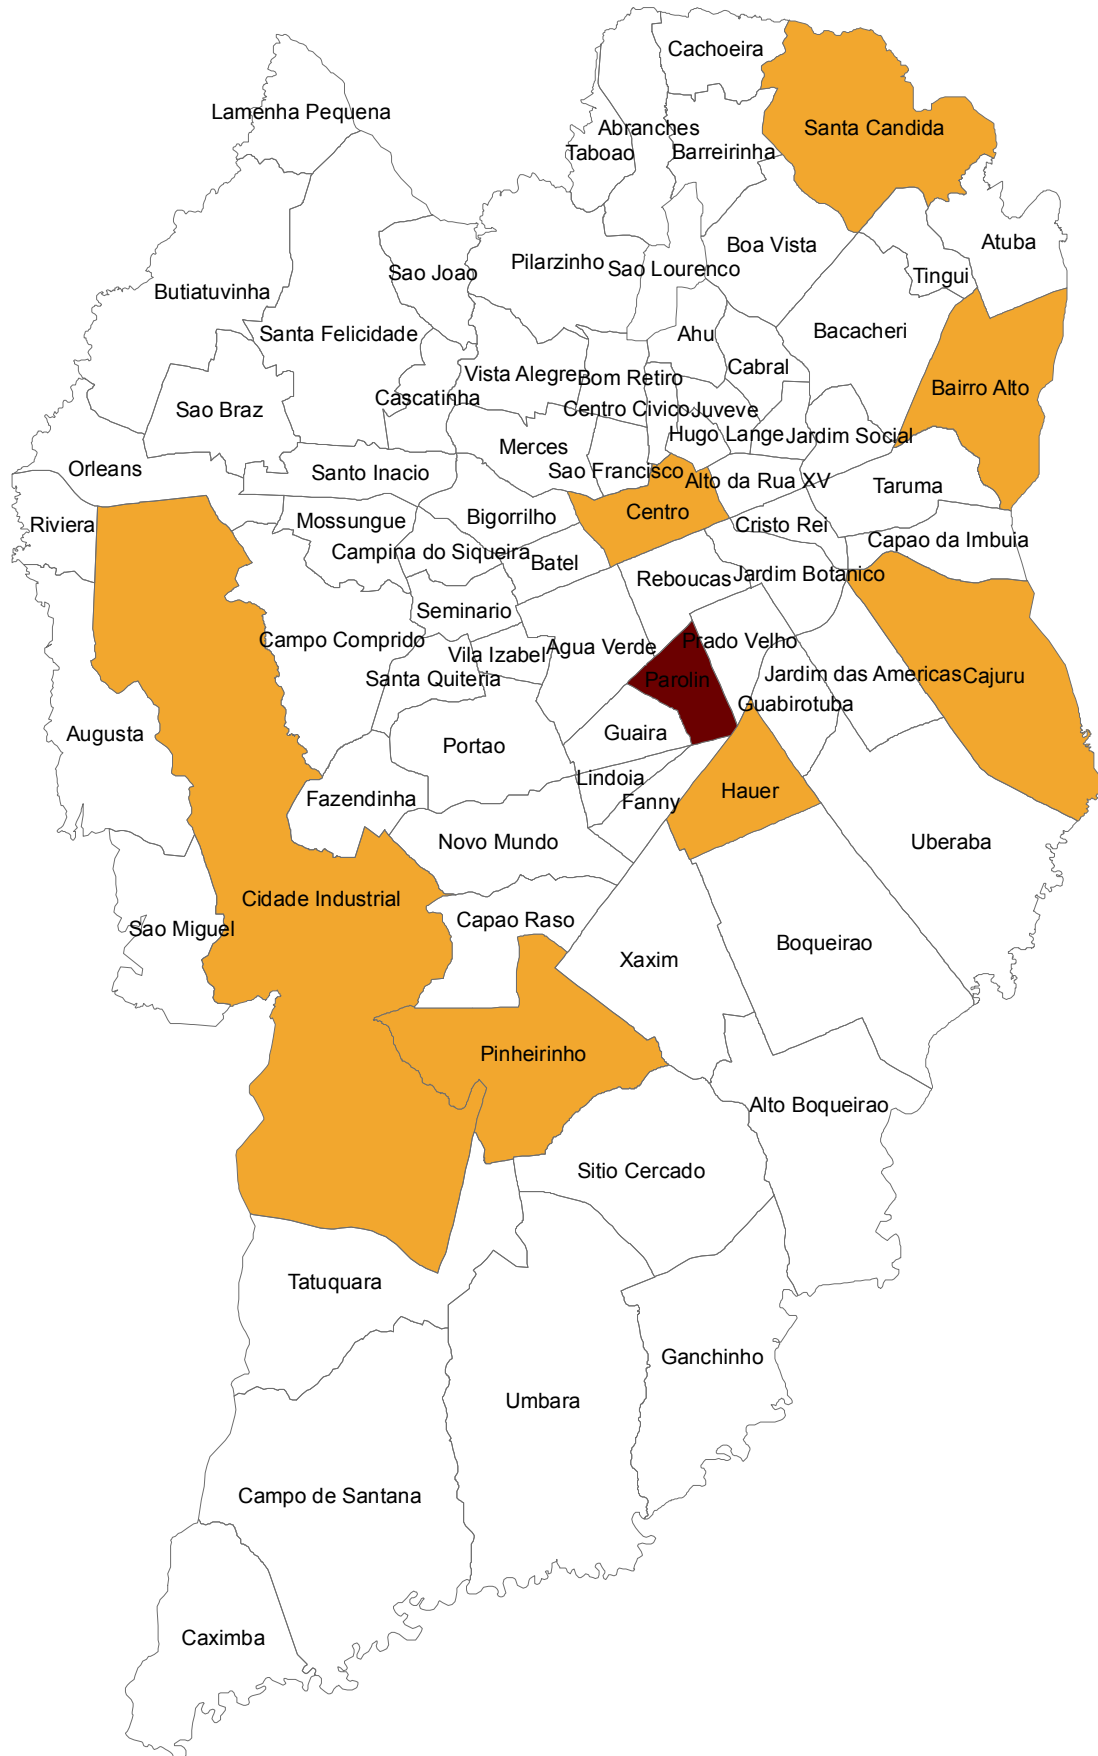 Cachoeira
Lamenha Pequena
Abranches
Santa Candida
Taboao
Barreirinha
Atuba
Boa Vista
Pilarzinho
Sao Lourenco
Sao Joao
Tingui
Butiatuvinha
Santa Felicidade
Ahu
Bacacheri
Cabral
Vista Alegre
Bom Retiro
Bairro Alto
Cascatinha
Sao Braz
Centro Civico
Juveve
Hugo Lange
Jardim Social
Merces
Orleans
Santo Inacio
Sao Francisco
Alto da Rua XV
Taruma
Centro
Riviera
Mossungue
Bigorrilho
Cristo Rei
Capao da Imbuia
Campina do Siqueira
Batel
Reboucas
Jardim Botanico
Seminario
Campo Comprido
Vila Izabel
Agua Verde
Prado Velho
Santa Quiteria
Parolin
Jardim das Americas
Cajuru
Guabirotuba
Augusta
Portao
Guaira
Lindoia
Hauer
Fazendinha
Fanny
Novo Mundo
Uberaba
Cidade Industrial
Capao Raso
Sao Miguel
Boqueirao
Xaxim
Pinheirinho
Alto Boqueirao
Sitio Cercado
Tatuquara
Ganchinho
Umbara
Campo de Santana
Caximba